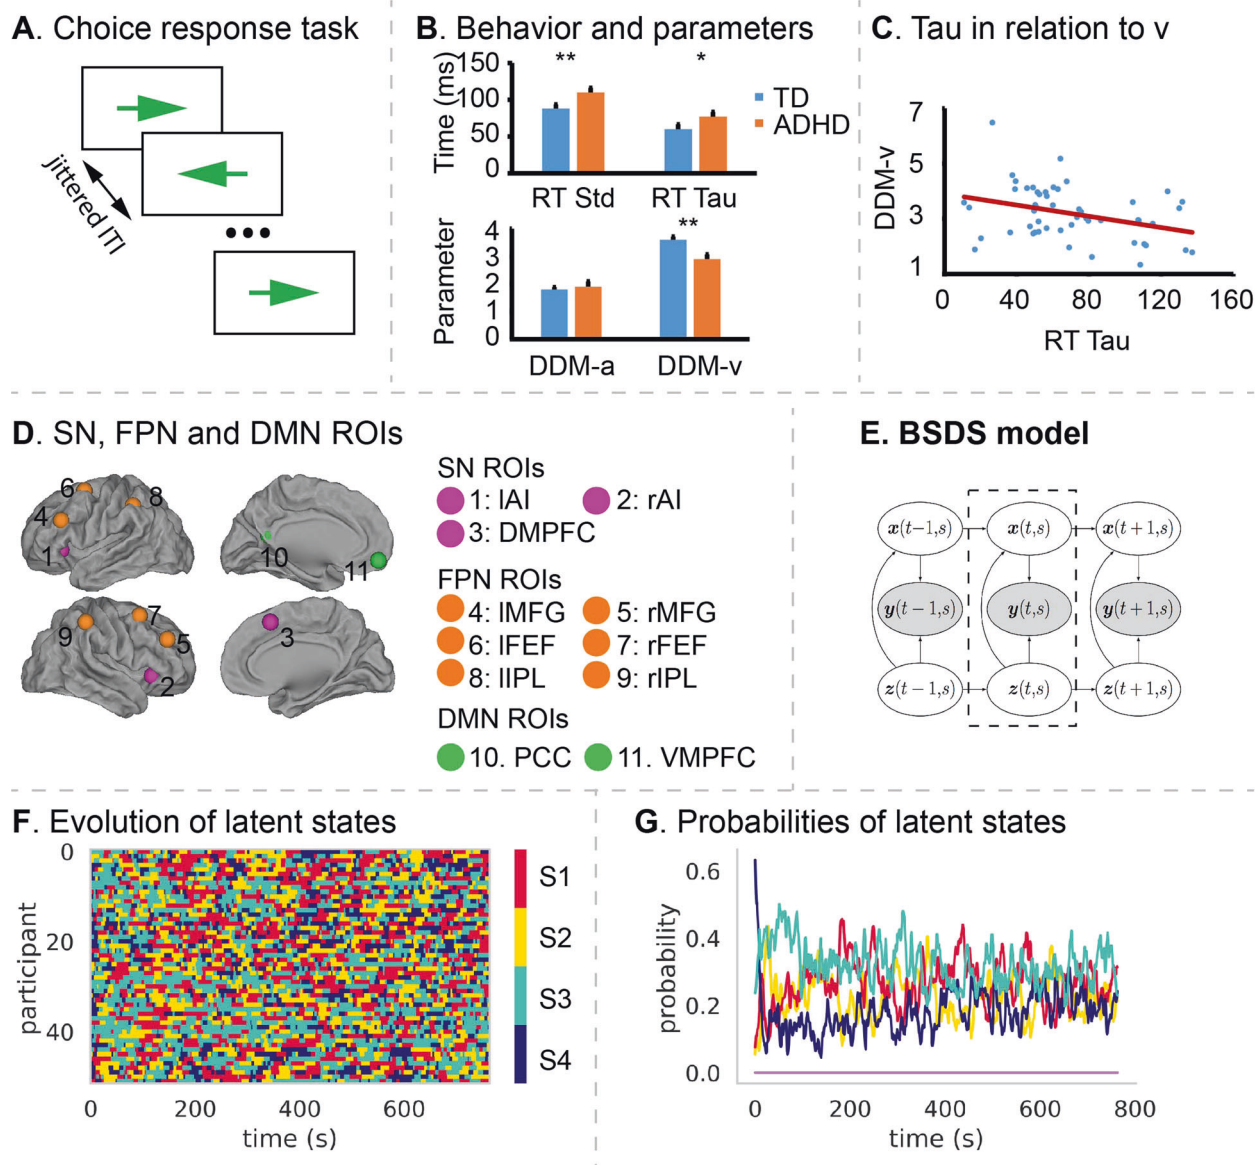 A. Choice response task
jittered ITI
B. Behavior and parameters
Time (ms)
150
100
50
0
**
*
TD
ADHD
RT Std
RT Tau
Parameter
4
3
2
1
0
**
DDM-a
DDM-v
C. Tau in relation to v
DDM-v
7
5
3
1
0
40
80
120
160
RT Tau
D. SN, FPN and DMN ROIs
6
8
4
1
10
11
7
9
5
2
3
SN ROIs
1: lAI
2: rAI
3: DMPFC
FPN ROIs
4: lMFG
5: rMFG
6: lFEF
7: rFEF
8: lIPL
9: rIPL
DMN ROIs
10. PCC
11. VMPFC
E. BSDS model
x(t−1,s)
x(t,s)
x(t+1,s)
y(t−1,s)
y(t,s)
y(t+1,s)
z(t−1,s)
z(t,s)
z(t+1,s)
F. Evolution of latent states
participant
0
20
40
0
200
400
600
time (s)
S1
S2
S3
S4
G. Probabilities of latent states
probability
0.6
0.4
0.2
0.0
0
200
400
600
800
time (s)